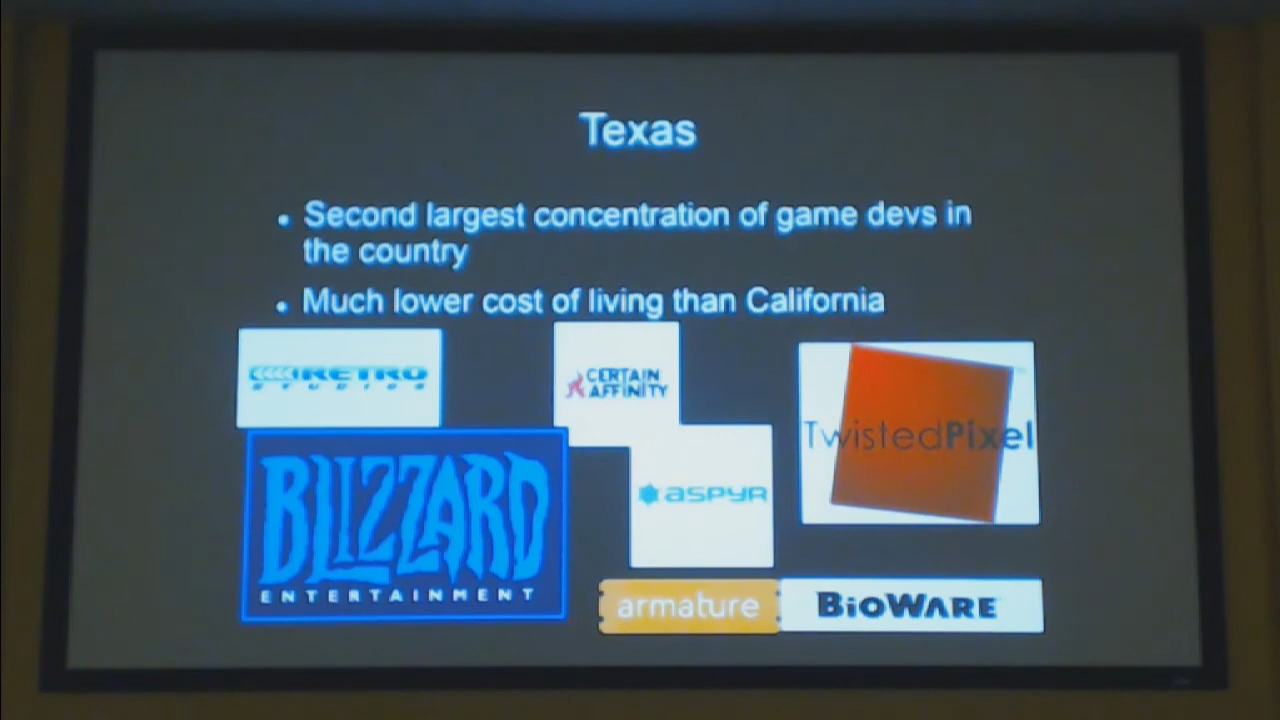 Texas
• Second largest concentration of game devs in
the country
• Much lower cost of living than California
RETRO
STUDIOS
CERTAIN
AFFINITY
TwistedPixel
BLIZZARD
ENTERTAINMENT
ASPYR
armature
BIOWARE